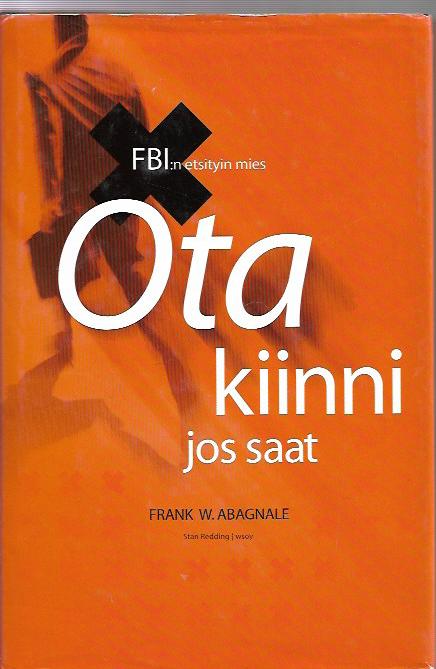 FBI:n etsityin mies
Ota
kiinni
jos saat
FRANK W. ABAGNALE
Stan Redding | wsoy